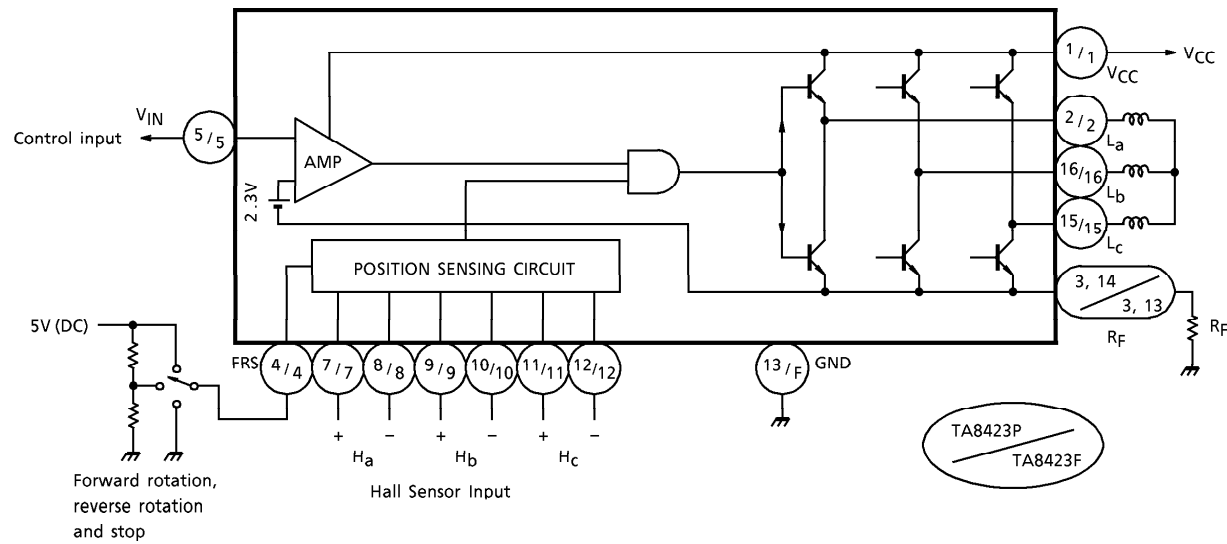 1/1
VCC
VCC
VIN
Control input
5/5
2/2
La
AMP
16/16
Lb
2.3V
15/15
Lc
POSITION SENSING CIRCUIT
3, 14
3, 13
RF
RF
5V (DC)
FRS
4/4
7/7
8/8
9/9
10/10
11/11
12/12
13/F
GND
+
−
+
−
+
−
Ha
Hb
Hc
Hall Sensor Input
TA8423P
TA8423F
Forward rotation,
reverse rotation
and stop